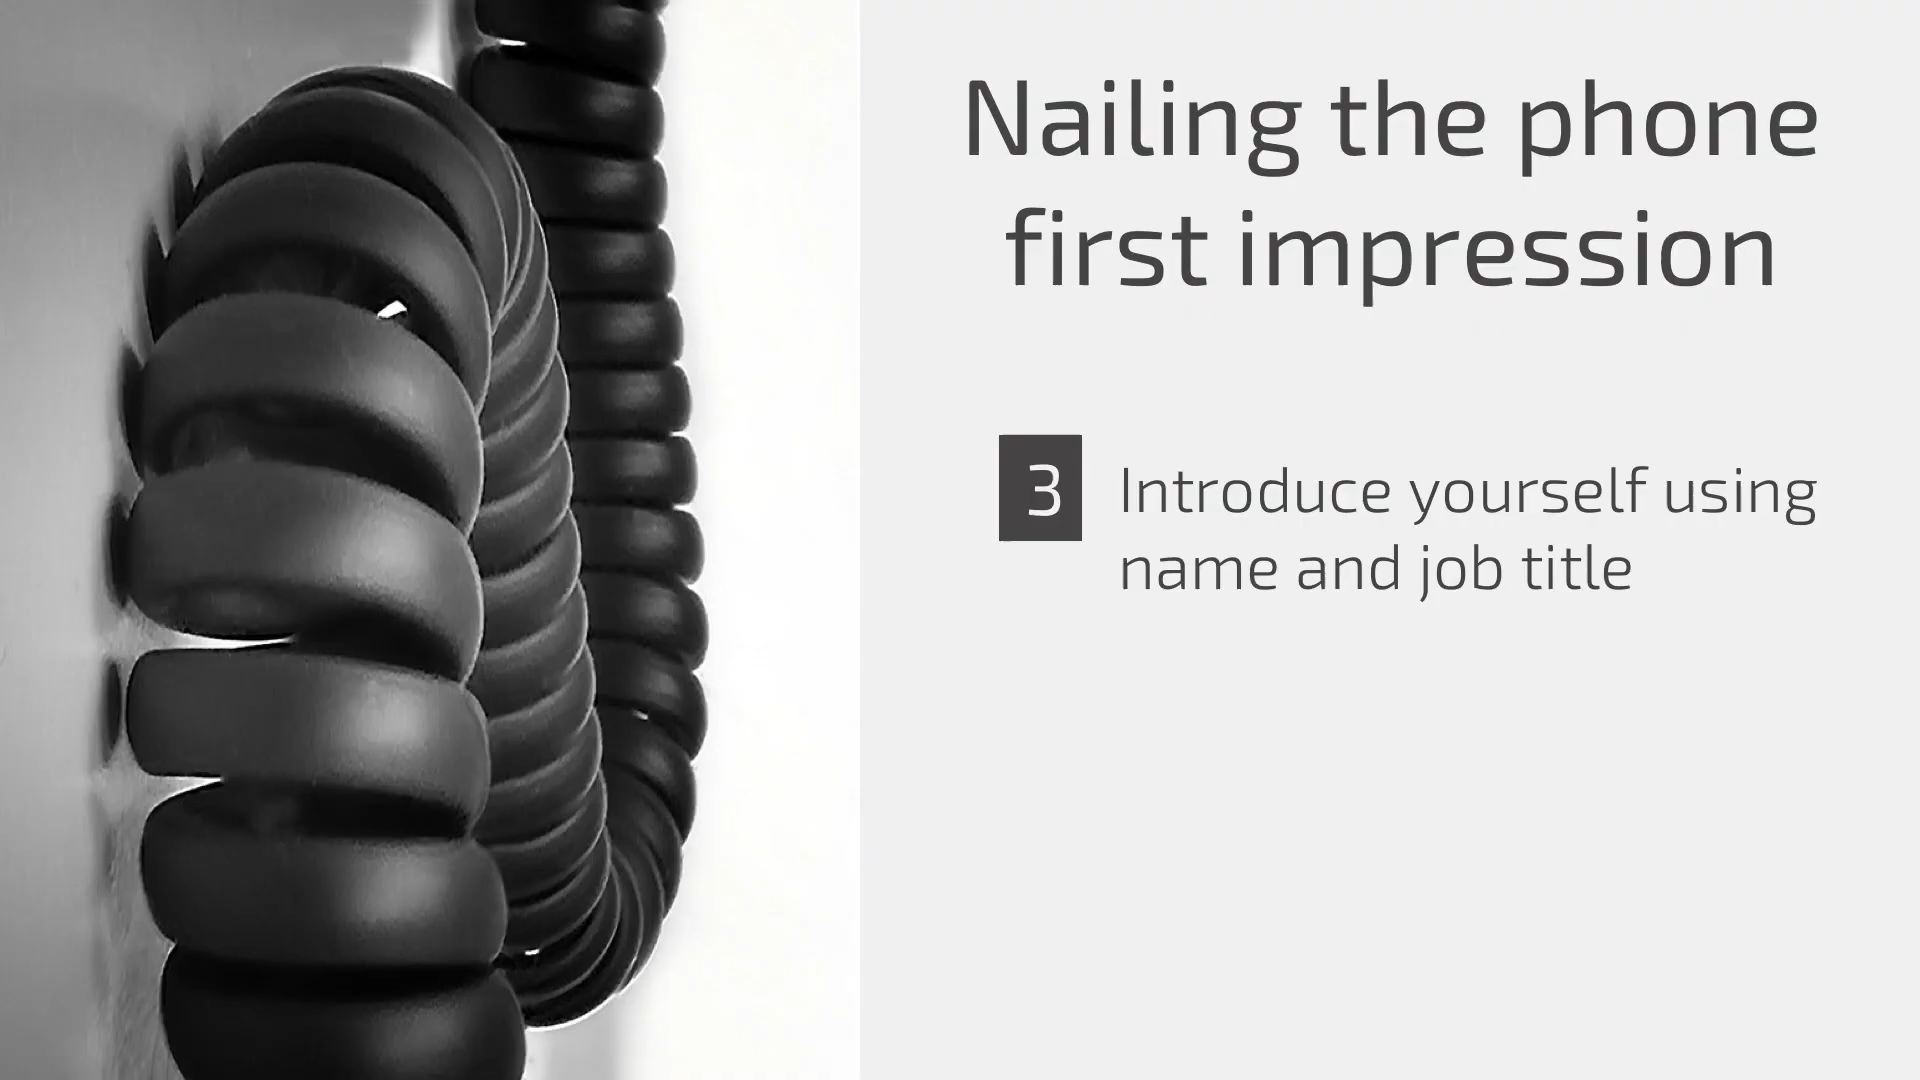 Nailing the phone
first impression
3
Introduce yourself using
name and job title